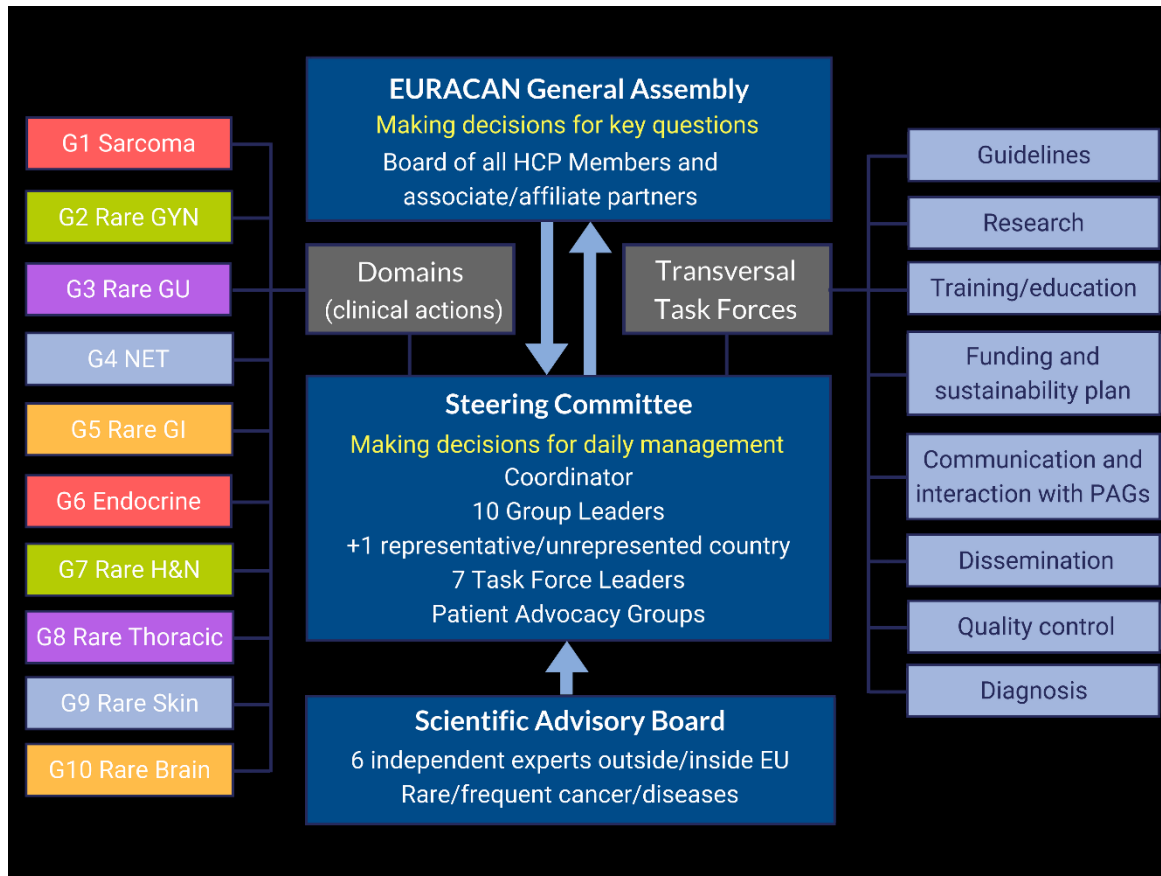 EURACAN General Assembly
Making decisions for key questions
Board of all HCP Members and
associate/affiliate partners
G1 Sarcoma
G2 Rare GYN
G3 Rare GU
G4 NET
G5 Rare GI
G6 Endocrine
G7 Rare H&N
G8 Rare Thoracic
G9 Rare Skin
G10 Rare Brain
Domains
(clinical actions)
Transversal
Task Forces
Steering Committee
Making decisions for daily management
Coordinator
10 Group Leaders
+1 representative/unrepresented country
7 Task Force Leaders
Patient Advocacy Groups
Scientific Advisory Board
6 independent experts outside/inside EU
Rare/frequent cancer/diseases
Guidelines
Research
Training/education
Funding and
sustainability plan
Communication and
interaction with PAGs
Dissemination
Quality control
Diagnosis